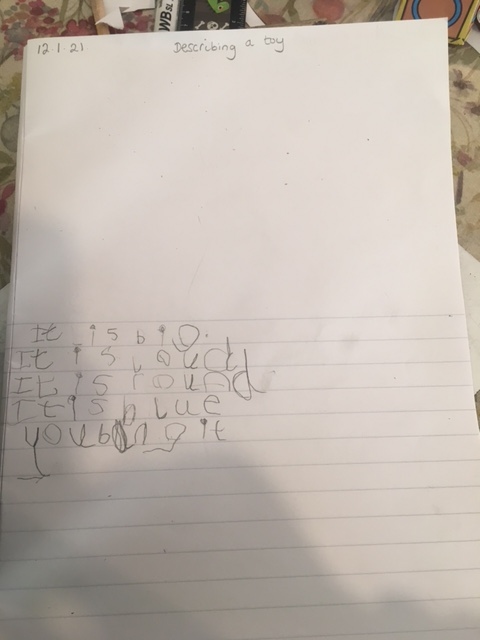 12.1.21
Describing a toy
It is big.
It is loud
It is round
It is blue
you bng it